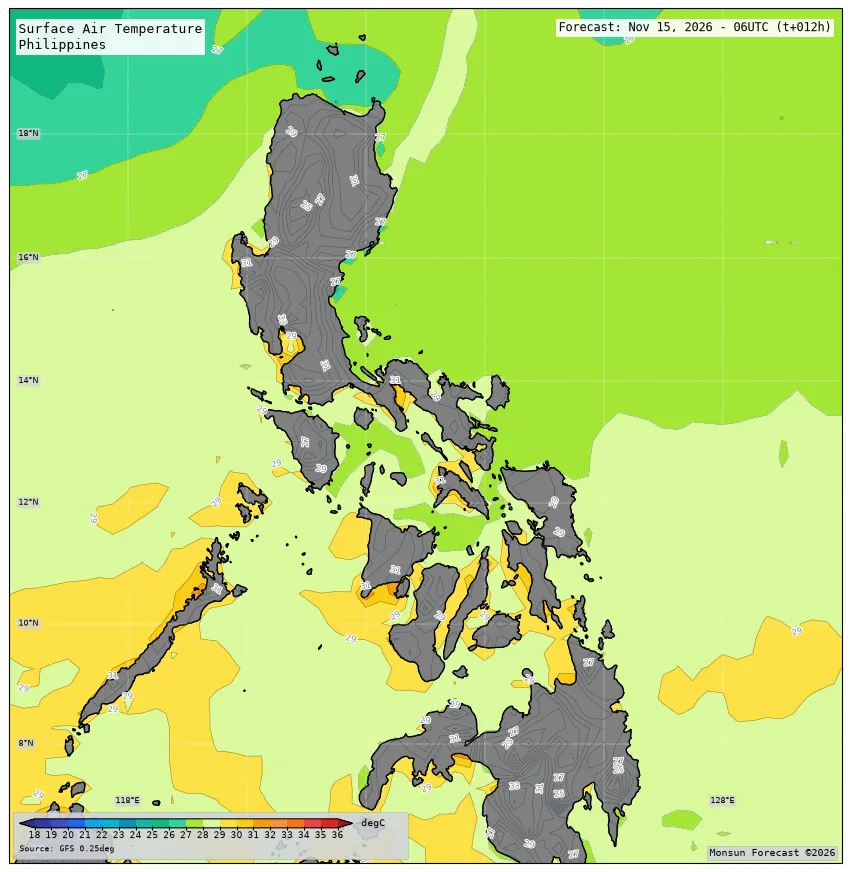 Surface Air Temperature
Philippines
Forecast: Nov 15, 2026 - 06UTC (t+012h)
18°N
16°N
14°N
12°N
10°N
8°N
118°E
128°E
18 19 20 21 22 23 24 25 26 27 28 29 30 31 32 33 34 35 36 degC
Source: GFS 0.25deg
Monsun Forecast ©2026